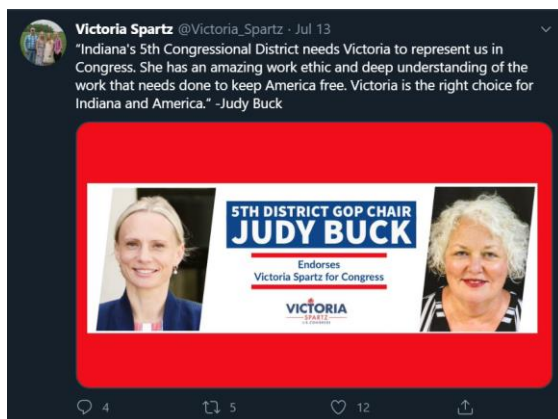 Victoria Spartz @Victoria_Spartz · Jul 13
"Indiana's 5th Congressional District needs Victoria to represent us in
Congress. She has an amazing work ethic and deep understanding of the
work that needs done to keep America free. Victoria is the right choice for
Indiana and America." -Judy Buck
5TH DISTRICT GOP CHAIR
JUDY BUCK
Endorses
Victoria Spartz for Congress
VICTORIA
SPARTZ
4 5 12